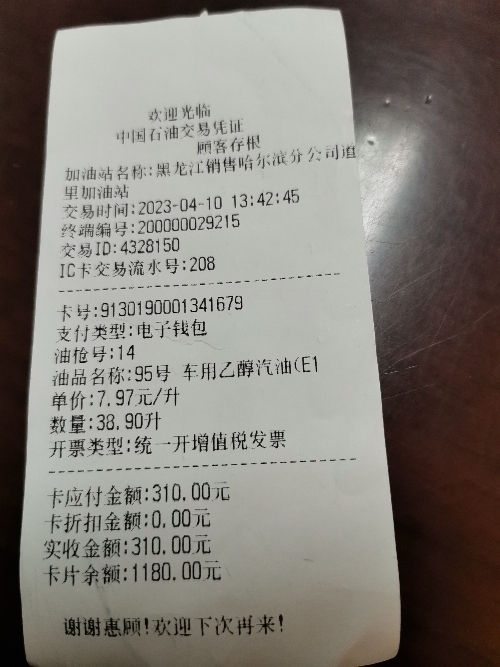 欢迎光临
中国石油交易凭证
顾客存根
加油站名称:黑龙江销售哈尔滨分公司道
里加油站
交易时间:2023-04-10 13:42:45
终端编号:200000029215
交易ID:4328150
IC卡交易流水号:208
卡号:9130190001341679
支付类型:电子钱包
油枪号:14
油品名称:95号 车用乙醇汽油(E1
单价:7.97元/升
数量:38.90升
开票类型:统一开增值税发票
卡应付金额:310.00元
卡折扣金额:0.00元
实收金额:310.00元
卡片余额:1180.00元
谢谢惠顾!欢迎下次再来!